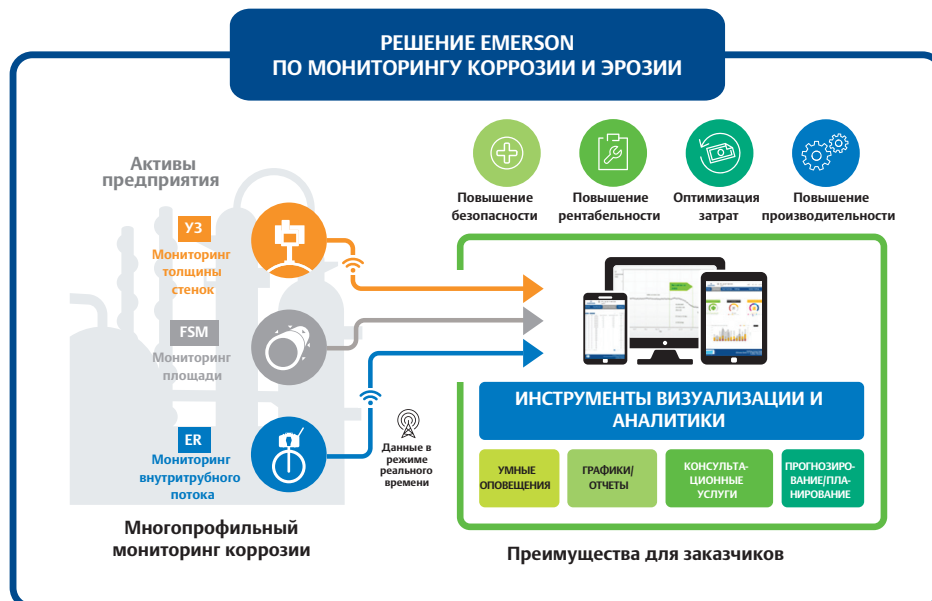 РЕШЕНИЕ EMERSON
ПО МОНИТОРИНГУ КОРРОЗИИ И ЭРОЗИИ
Активы
предприятия
УЗ
Мониторинг
толщины
стенок
FSM
Мониторинг
площади
ER
Мониторинг
внутритрубного
потока
Многопрофильный
мониторинг коррозии
Данные в
режиме
реального
времени
Повышение
безопасности
Повышение
рентабельности
Оптимизация
затрат
Повышение
производительности
ИНСТРУМЕНТЫ ВИЗУАЛИЗАЦИИ И
АНАЛИТИКИ
УМНЫЕ
ОПОВЕЩЕНИЯ
ГРАФИКИ/
ОТЧЕТЫ
КОНСУЛЬТА-
ЦИОННЫЕ
УСЛУГИ
ПРОГНОЗИРО-
ВАНИЕ/ПЛА-
НИРОВАНИЕ
Преимущества для заказчиков